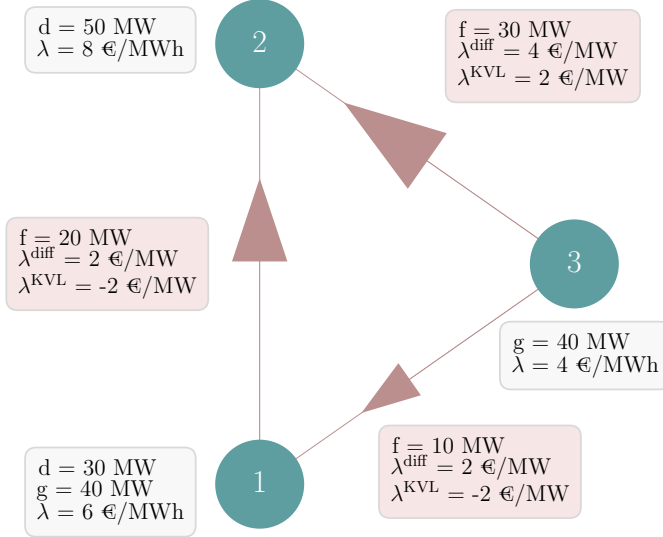 d = 50 MW
λ = 8 €/MWh
2
f = 30 MW
λ^diff = 4 €/MW
λ^KVL = 2 €/MW
f = 20 MW
λ^diff = 2 €/MW
λ^KVL = -2 €/MW
3
g = 40 MW
λ = 4 €/MWh
d = 30 MW
g = 40 MW
λ = 6 €/MWh
1
f = 10 MW
λ^diff = 2 €/MW
λ^KVL = -2 €/MW